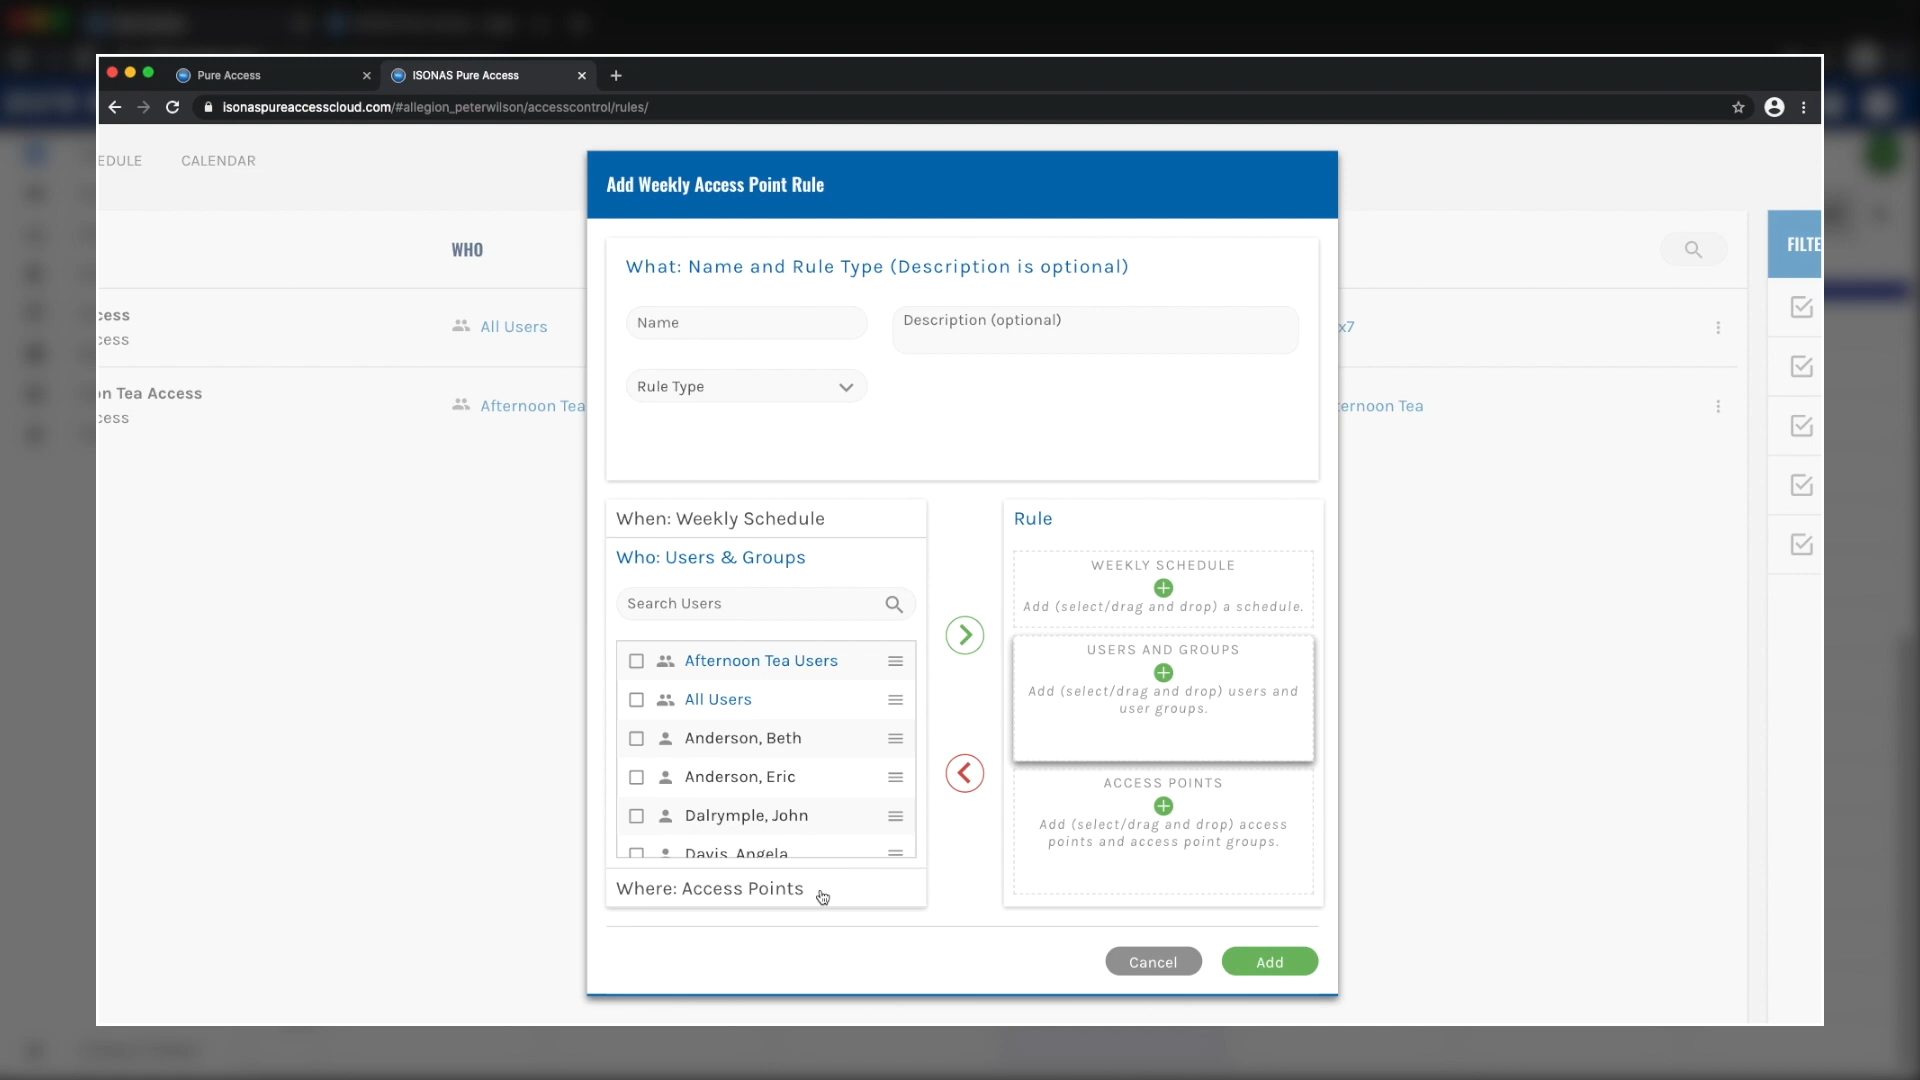 Pure Access
ISONAS Pure Access
isonaspureaccesscloud.com/#allegion_peterwilson/accesscontrol/rules/
EDULE CALENDAR
WHO
FILTE
cess
cess
All Users
x7
n Tea Access
cess
Afternoon Tea
ernoon Tea
Add Weekly Access Point Rule
What: Name and Rule Type (Description is optional)
Name
Description (optional)
Rule Type
When: Weekly Schedule
Who: Users & Groups
Search Users
Afternoon Tea Users
All Users
Anderson, Beth
Anderson, Eric
Dalrymple, John
Davis, Angela
Where: Access Points
Rule
WEEKLY SCHEDULE
Add (select/drag and drop) a schedule.
USERS AND GROUPS
Add (select/drag and drop) users and
user groups.
ACCESS POINTS
Add (select/drag and drop) access
points and access point groups.
Cancel
Add